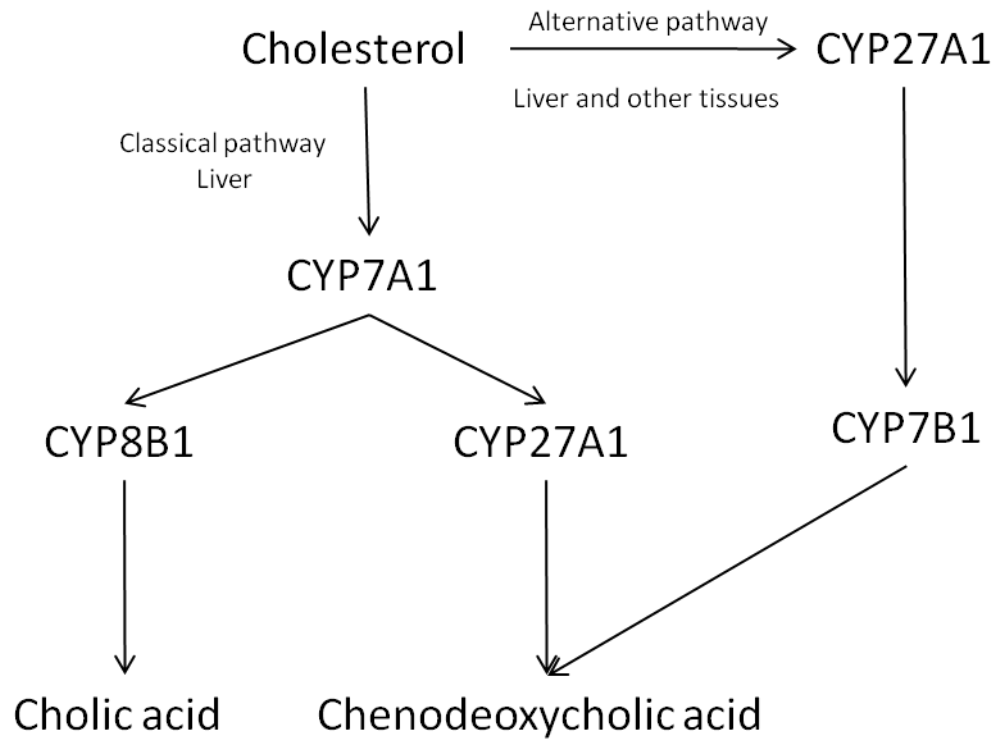 Cholesterol
Alternative pathway
CYP27A1
Liver and other tissues
Classical pathway
Liver
CYP7A1
CYP8B1
CYP27A1
CYP7B1
Cholic acid
Chenodeoxycholic acid